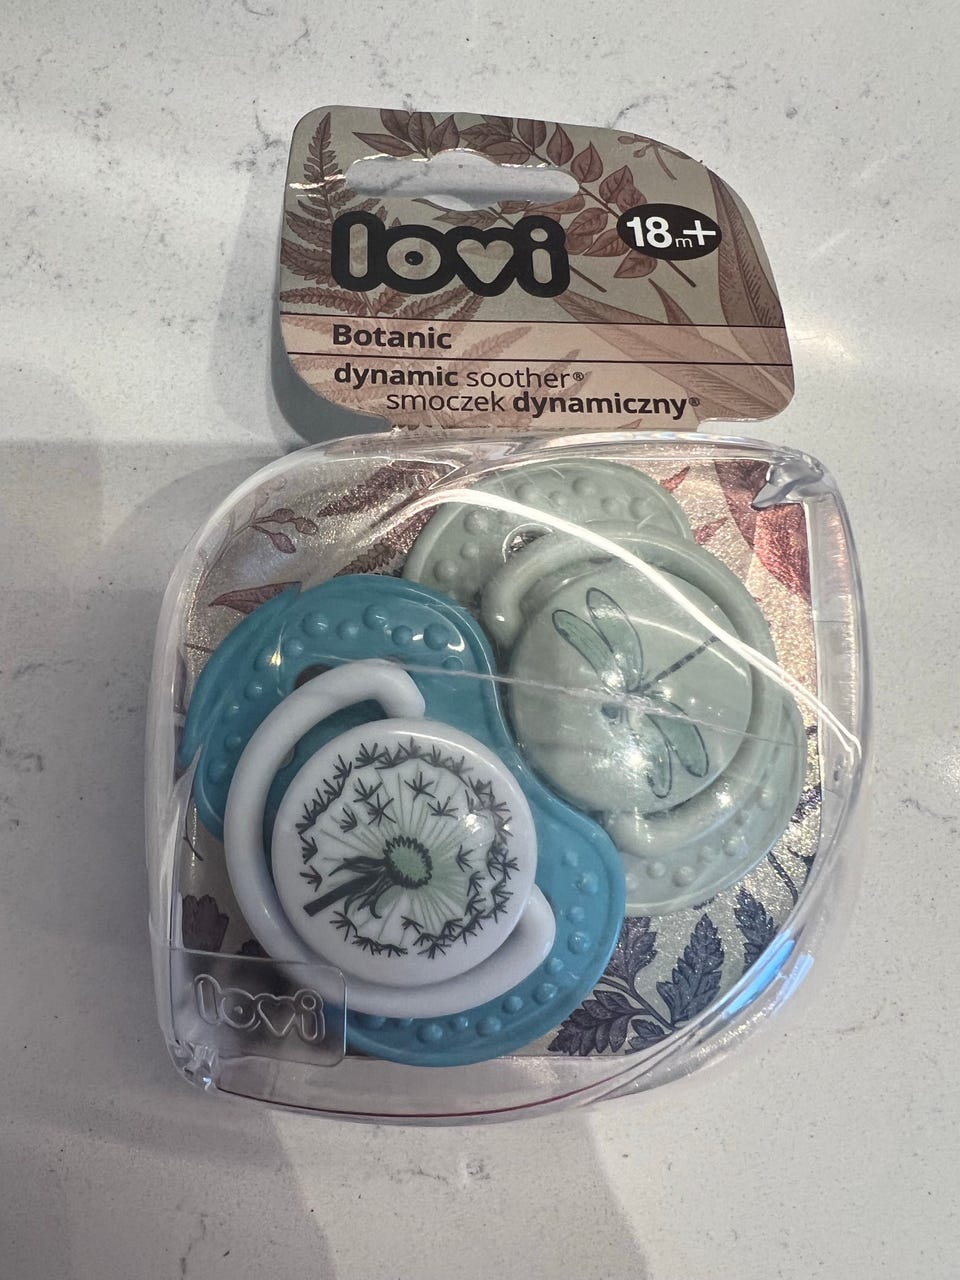 lovi
18m+
Botanic
dynamic soother®
smoczek dynamiczny®
lovi